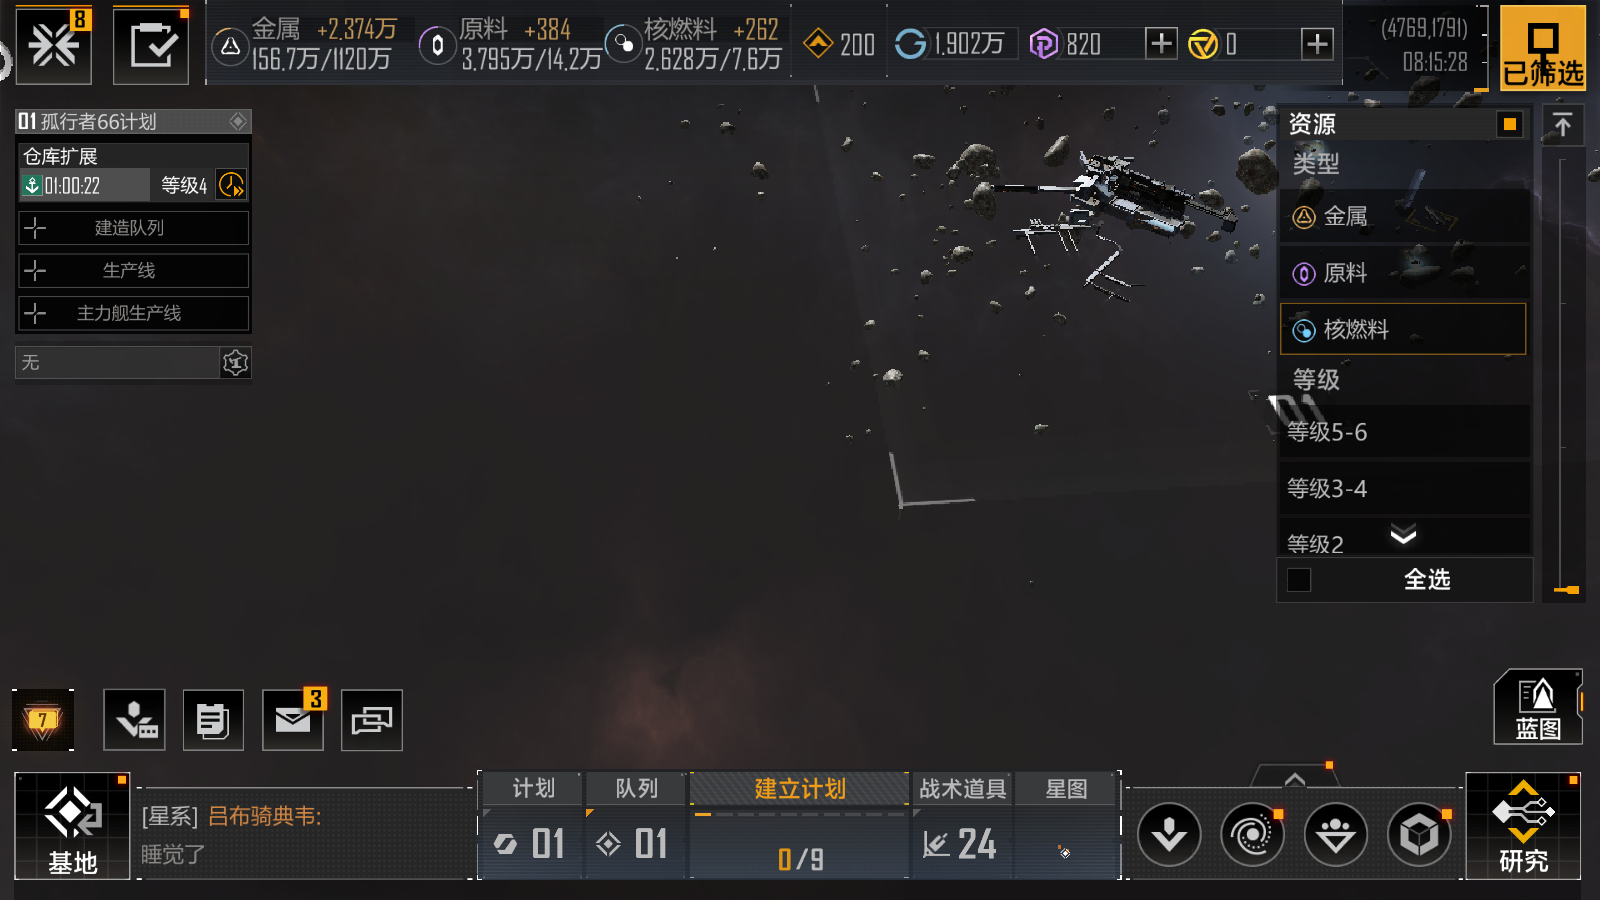 8
金属 +2.374万
156.7万/1120万
原料 +384
3.795万/14.2万
核燃料 +262
2.628万/7.6万
200
1.902万
820
0
(4769,1791)
08:15:28
已筛选
01 孤行者66计划
仓库扩展
01:00:22 等级4
建造队列
生产线
主力舰生产线
无
资源
类型
金属
原料
核燃料
等级
01
等级5-6
等级3-4
等级2
全选
蓝图
7
3
基地
[星系] 吕布骑典韦:
睡觉了
计划
01
队列
01
建立计划
0/9
战术道具
24
星图
研究